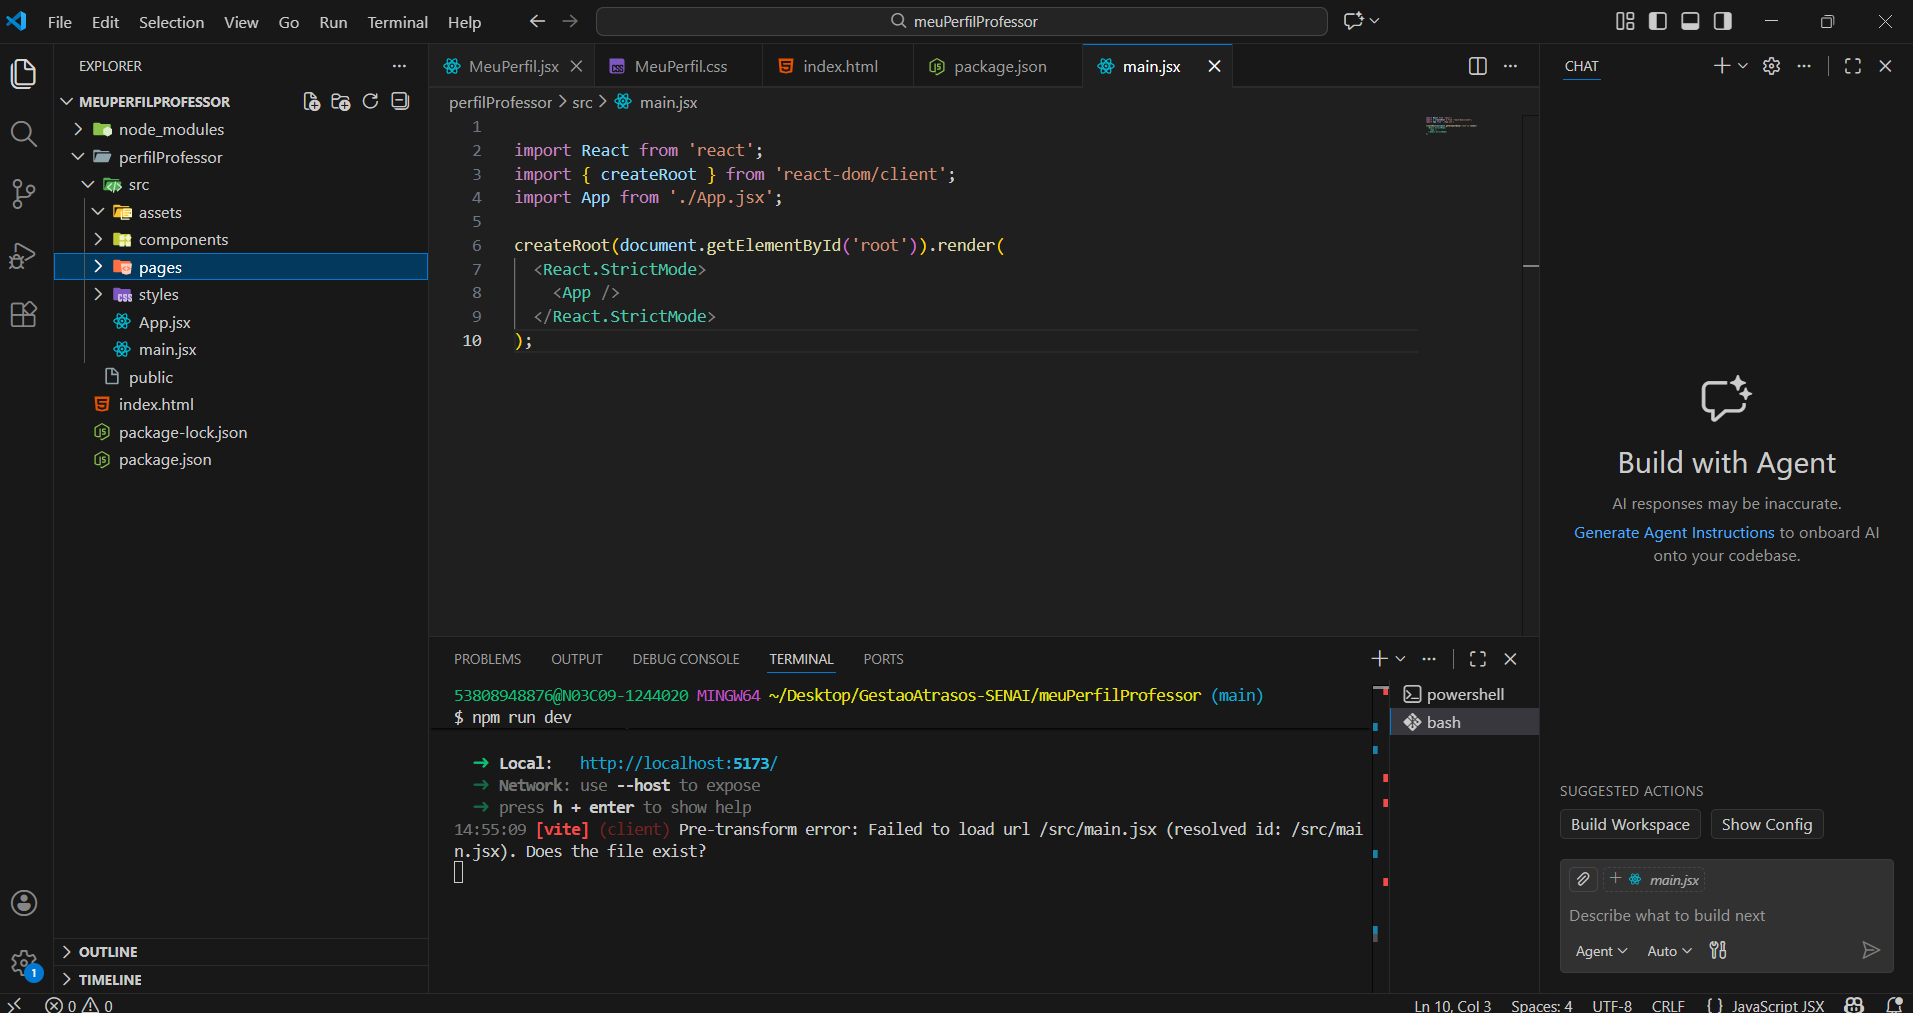 File Edit Selection View Go Run Terminal Help
meuPerfilProfessor
EXPLORER
MEUPERFILPROFESSOR
node_modules
perfilProfessor
src
assets
components
pages
styles
App.jsx
main.jsx
public
index.html
package-lock.json
package.json
OUTLINE
TIMELINE
MeuPerfil.jsx MeuPerfil.css index.html package.json main.jsx
perfilProfessor > src > main.jsx
1
2 import React from 'react';
3 import { createRoot } from 'react-dom/client';
4 import App from './App.jsx';
5
6 createRoot(document.getElementById('root')).render(
7 <React.StrictMode>
8 <App />
9 </React.StrictMode>
10 );
PROBLEMS OUTPUT DEBUG CONSOLE TERMINAL PORTS
53808948876@N03C09-1244020 MINGW64 ~/Desktop/GestaoAtrasos-SENAI/meuPerfilProfessor (main)
$ npm run dev
➜ Local: http://localhost:5173/
➜ Network: use --host to expose
➜ press h + enter to show help
14:55:09 [vite] (client) Pre-transform error: Failed to load url /src/main.jsx (resolved id: /src/mai
n.jsx). Does the file exist?
powershell
bash
CHAT
Build with Agent
AI responses may be inaccurate.
Generate Agent Instructions to onboard AI
onto your codebase.
SUGGESTED ACTIONS
Build Workspace Show Config
main.jsx
Describe what to build next
Agent Auto
1
0 0
Ln 10, Col 3 Spaces: 4 UTF-8 CRLF {} JavaScript JSX